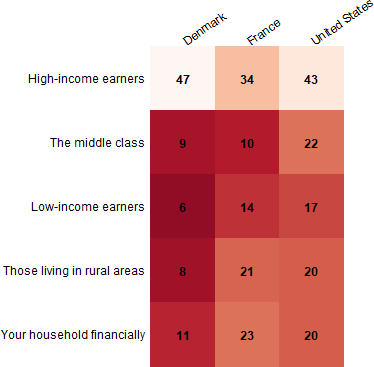 Denmark France United States
High-income earners 47 34 43
The middle class 9 10 22
Low-income earners 6 14 17
Those living in rural areas 8 21 20
Your household financially 11 23 20